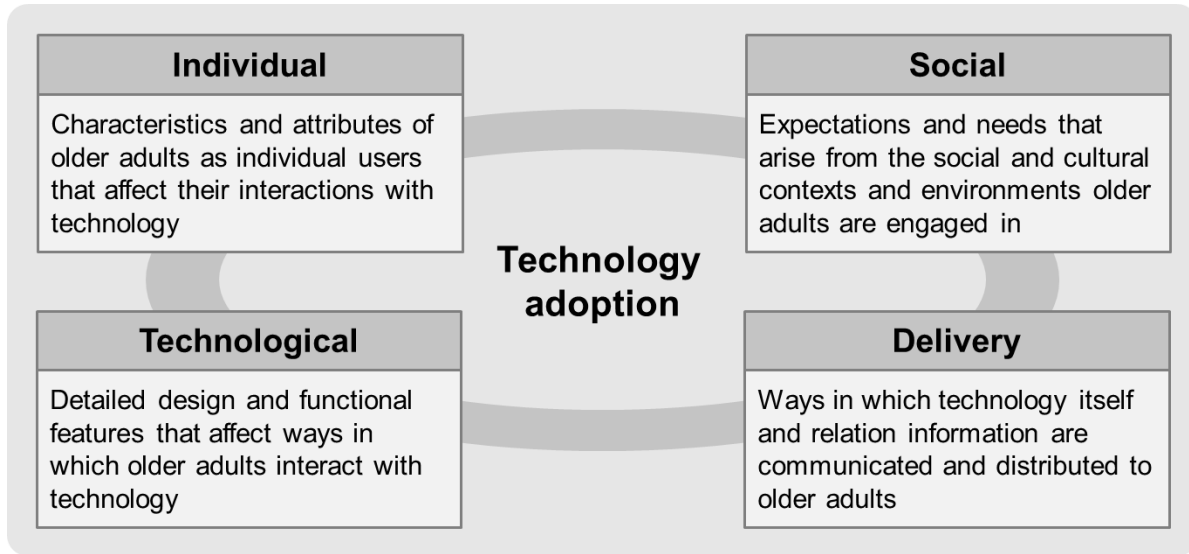 Individual
Characteristics and attributes of
older adults as individual users
that affect their interactions with
technology
Social
Expectations and needs that
arise from the social and cultural
contexts and environments older
adults are engaged in
Technology
adoption
Technological
Detailed design and functional
features that affect ways in
which older adults interact with
technology
Delivery
Ways in which technology itself
and relation information are
communicated and distributed to
older adults